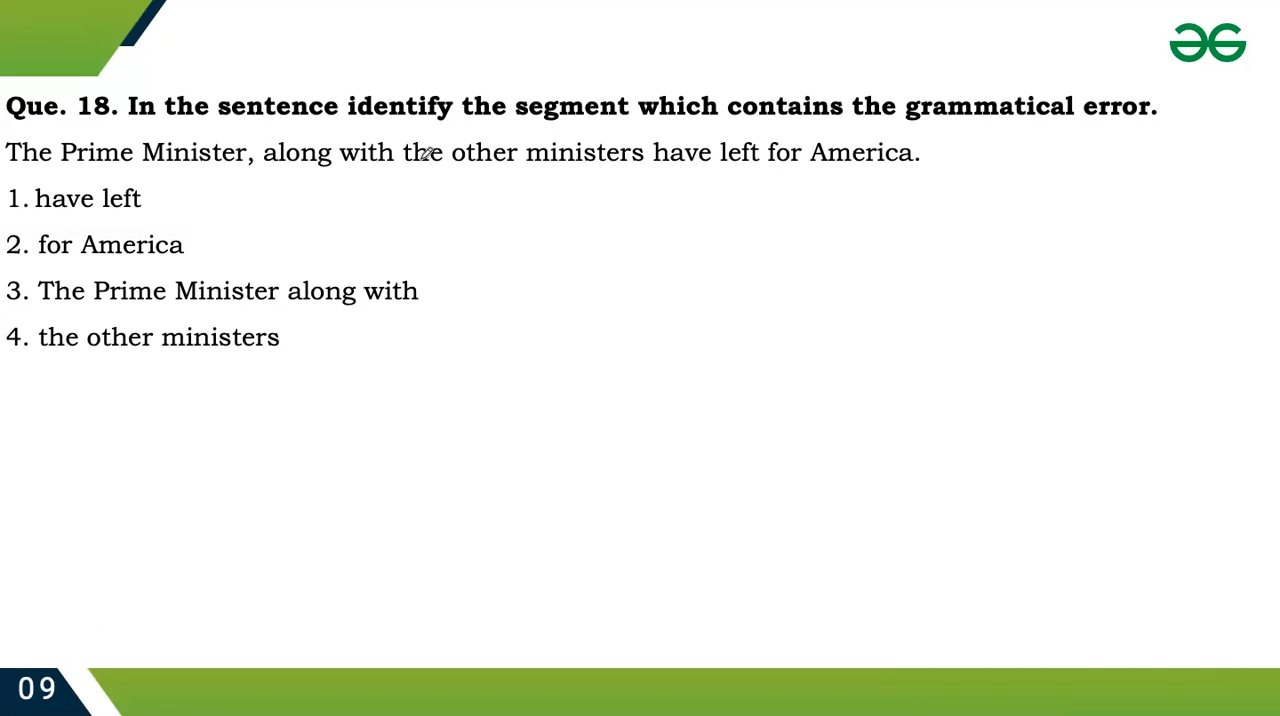 Que. 18. In the sentence identify the segment which contains the grammatical error.
The Prime Minister, along with the other ministers have left for America.
1. have left
2. for America
3. The Prime Minister along with
4. the other ministers
09